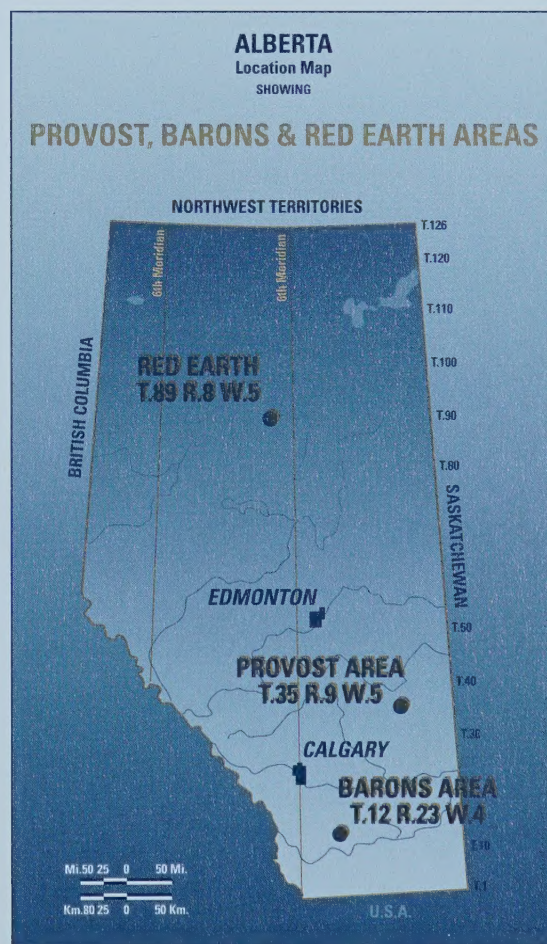 ALBERTA
Location Map
SHOWING
PROVOST, BARONS & RED EARTH AREAS
NORTHWEST TERRITORIES
T.126
6th Meridian
6th Meridian
T.120
T.110
BRITISH COLUMBIA
RED EARTH
T.89 R.8 W.5
T.100
T.90
T.80
SASKATCHEWAN
EDMONTON
T.50
PROVOST AREA
T.35 R.9 W.5
T.40
T.30
CALGARY
BARONS AREA
T.12 R.23 W.4
T.10
T.1
Mi.50 25 0 50 Mi.
Km.80 25 0 50 Km.
U.S.A.